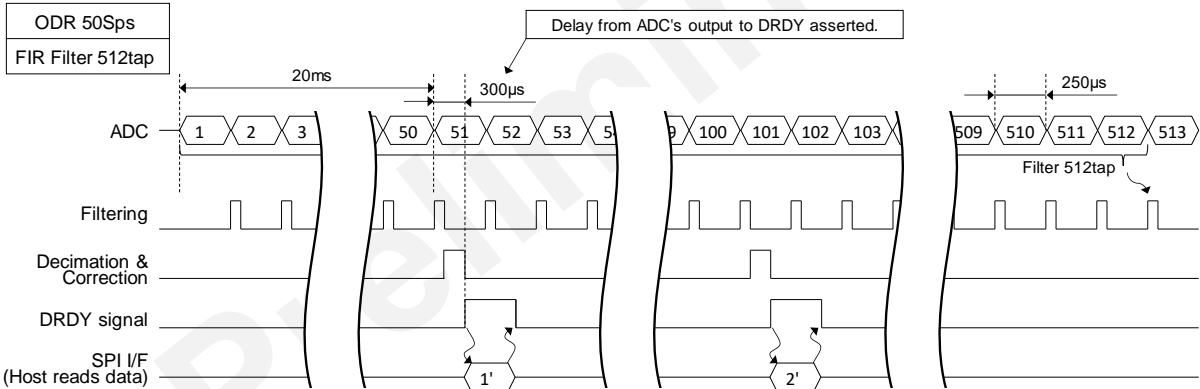 ODR 50Sps
FIR Filter 512tap
Delay from ADC's output to DRDY asserted.
20ms
300µs
250µs
ADC
1 2 3 50 51 52 53 100 101 102 103 509 510 511 512 513
Filter 512tap
Filtering
Decimation &
Correction
DRDY signal
SPI I/F
(Host reads data)
1' 2'